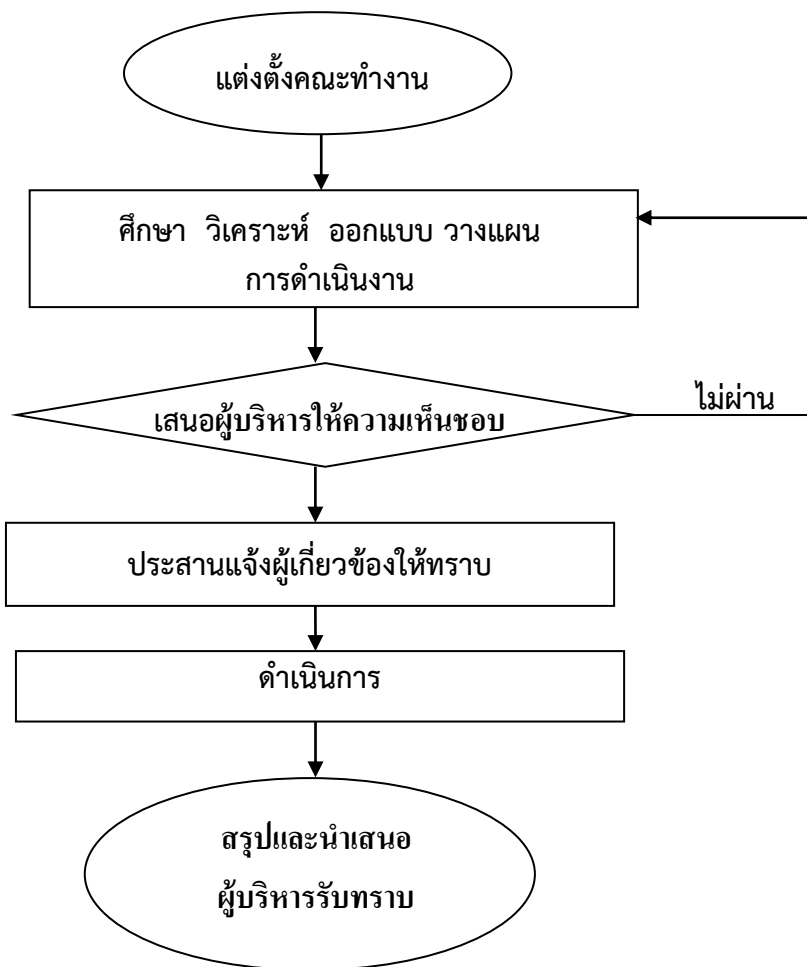 แต่งตั้งคณะทำงาน
ศึกษา วิเคราะห์ ออกแบบ วางแผน
การดำเนินงาน
เสนอผู้บริหารให้ความเห็นชอบ
ไม่ผ่าน
ประสานแจ้งผู้เกี่ยวข้องให้ทราบ
ดำเนินการ
สรุปและนำเสนอ
ผู้บริหารรับทราบ